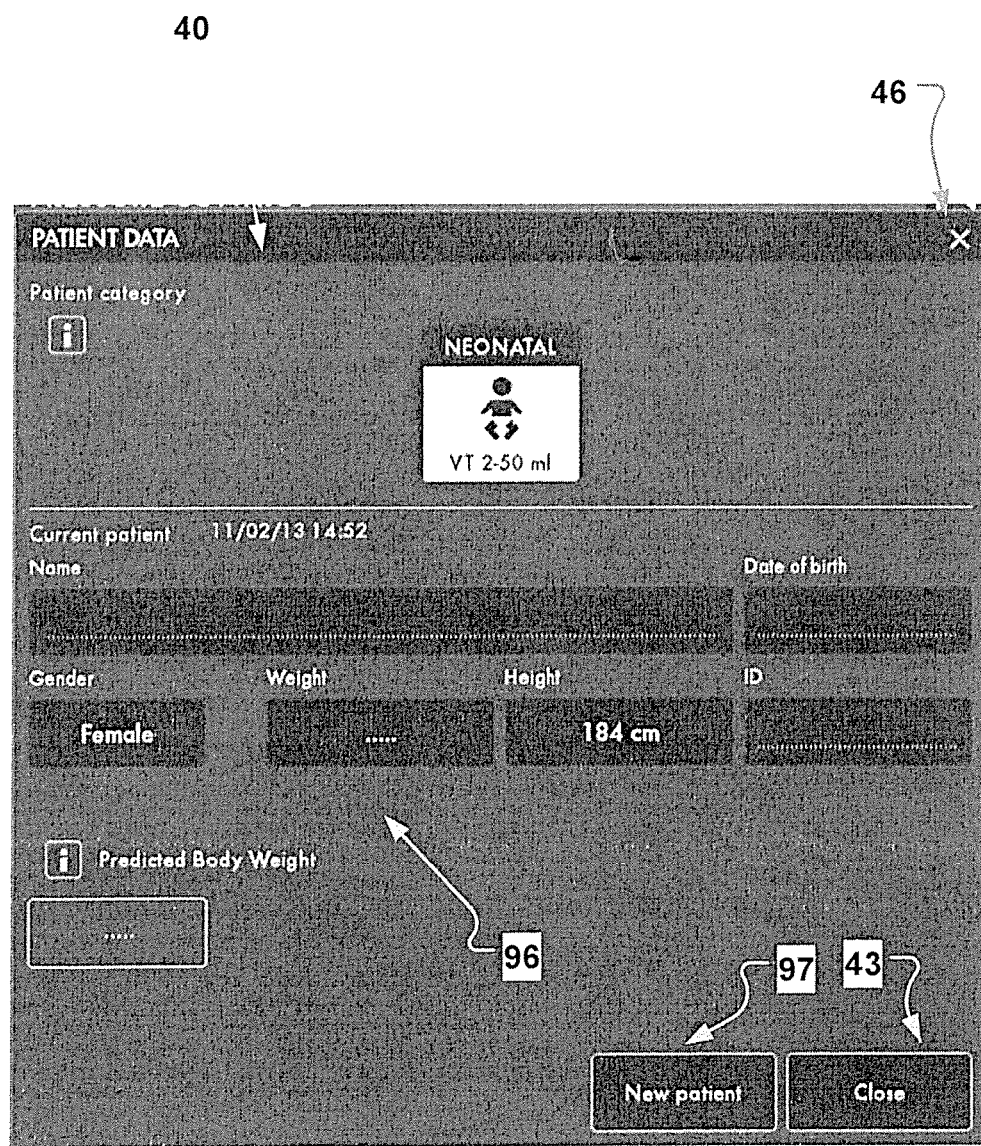 40
46
PATIENT DATA ×
Patient category
i
NEONATAL
VT 2-50 ml
Current patient 11/02/13 14:52
Name Date of birth
Gender Weight Height ID
Female ..... 184 cm
i Predicted Body Weight
.....
96
97 43
New patient Close